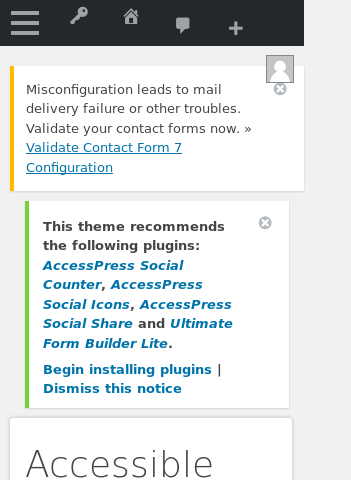 Misconfiguration leads to mail
delivery failure or other troubles.
Validate your contact forms now. »
Validate Contact Form 7
Configuration
This theme recommends
the following plugins:
AccessPress Social
Counter, AccessPress
Social Icons, AccessPress
Social Share and Ultimate
Form Builder Lite.
Begin installing plugins |
Dismiss this notice
Accessible